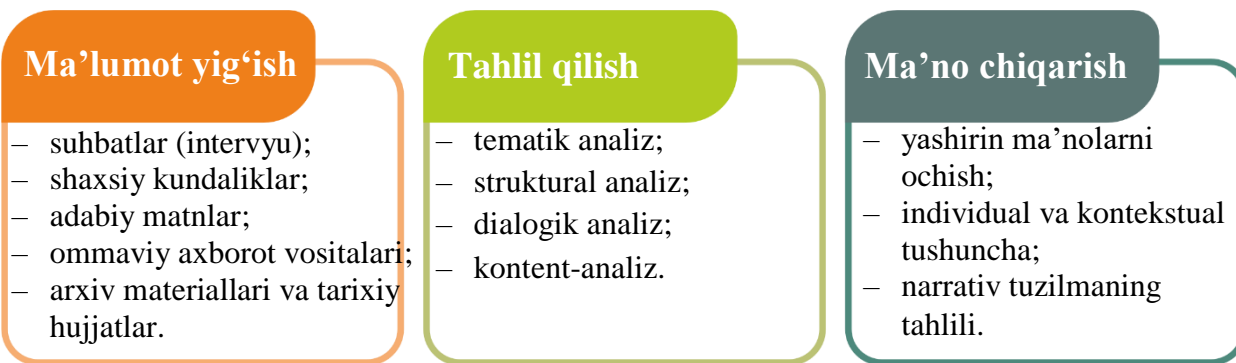 Ma’lumot yig‘ish
– suhbatlar (intervyu);
– shaxsiy kundaliklar;
– adabiy matnlar;
– ommaviy axborot vositalari;
– arxiv materiallari va tarixiy
hujjatlar.
Tahlil qilish
– tematik analiz;
– struktural analiz;
– dialogik analiz;
– kontent-analiz.
Ma’no chiqarish
– yashirin ma’nolarni
ochish;
– individual va kontekstual
tushuncha;
– narrativ tuzilmaning
tahlili.